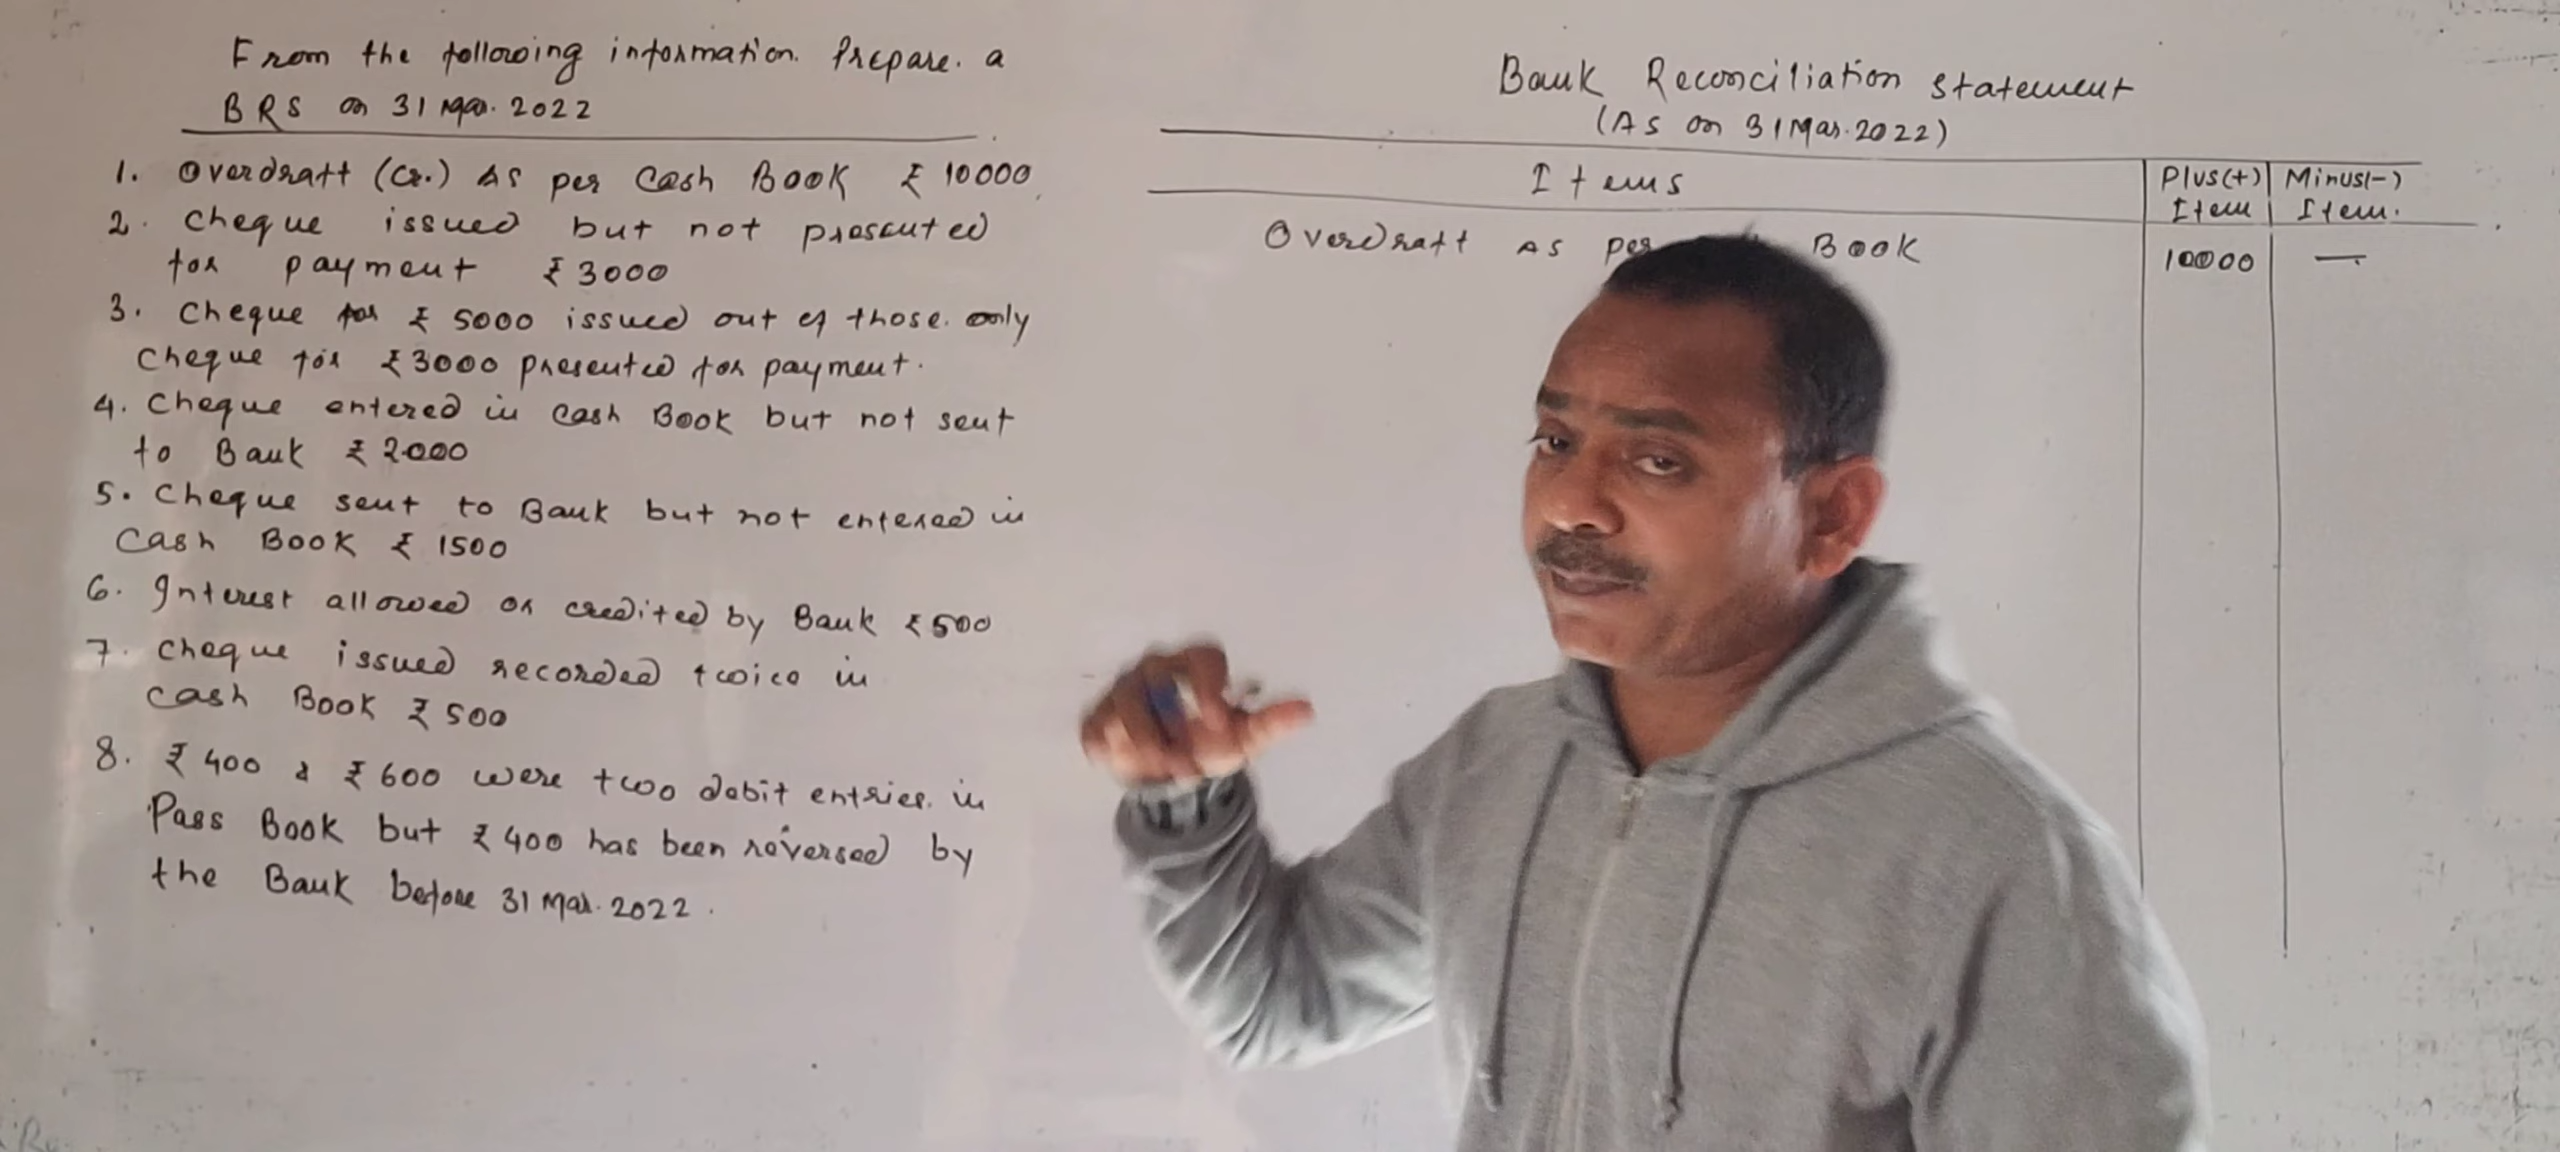 From the following information. Prepare. a
BRS on 31 Mar. 2022
1. Overdraft (Cr.) As per Cash Book ₹ 10000
2. Cheque issued but not presented
for payment ₹ 3000
3. Cheque for ₹ 5000 issued out of those. only
Cheque for ₹ 3000 presented for payment.
4. Cheque entered in Cash Book but not sent
to Bank ₹ 2000
5. Cheque sent to Bank but not entered in
Cash Book ₹ 1500
6. Interest allowed or credited by Bank ₹ 500
7. Cheque issued recorded twice in
Cash Book ₹ 500
8. ₹ 400 & ₹ 600 were two debit entries. in
Pass Book but ₹ 400 has been reversed by
the Bank before 31 Mar. 2022.
Bank Reconciliation Statement
(As on 31 Mar. 2022)
Items Plus(+) Item Minus(-) Item.
Overdraft As per Book 10000 —